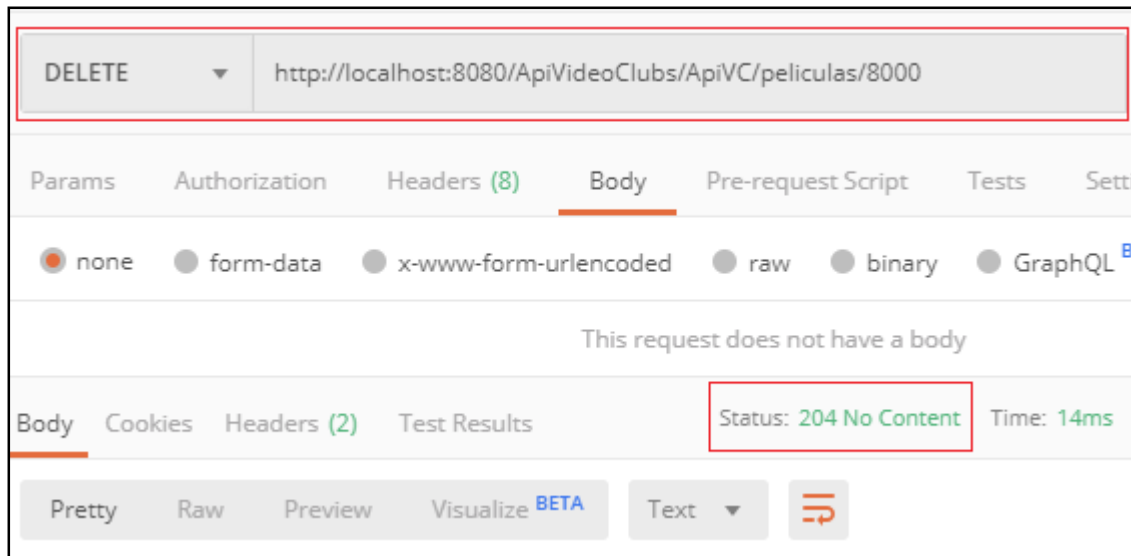 DELETE http://localhost:8080/ApiVideoClubs/ApiVC/peliculas/8000
Params Authorization Headers (8) Body Pre-request Script Tests Setti
none form-data x-www-form-urlencoded raw binary GraphQL B
This request does not have a body
Body Cookies Headers (2) Test Results Status: 204 No Content Time: 14ms
Pretty Raw Preview Visualize BETA Text